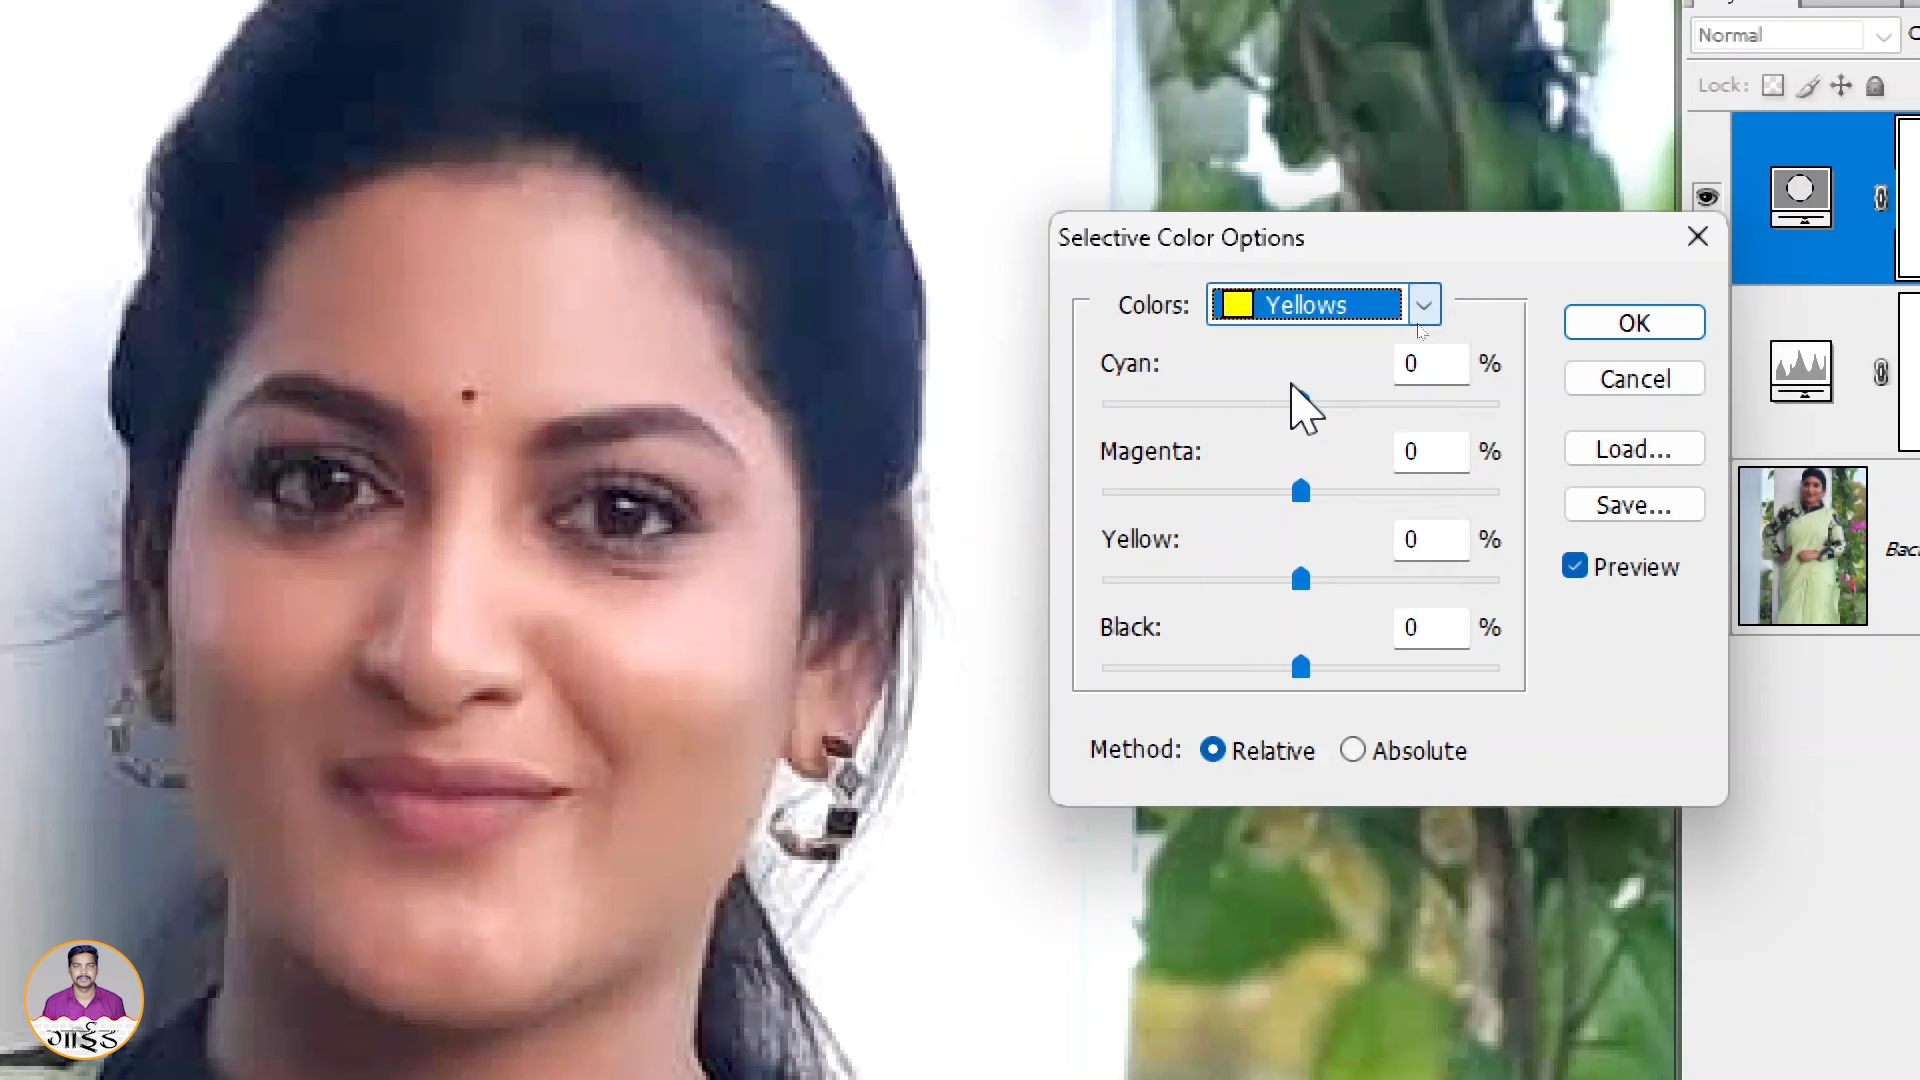 Normal
Lock:
Selective Color Options
Colors: Yellows
Cyan: 0 %
Magenta: 0 %
Yellow: 0 %
Black: 0 %
Method: Relative Absolute
OK
Cancel
Load...
Save...
Preview
गाईड